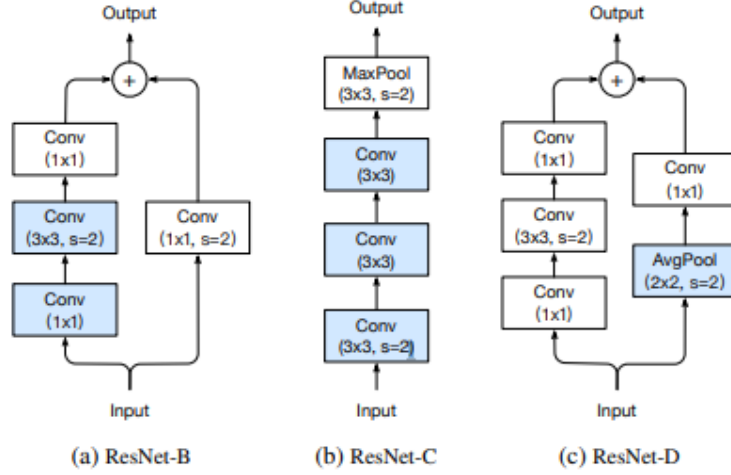 Output
+
Conv
(1x1)
Conv
(3x3, s=2)
Conv
(1x1)
Conv
(1x1, s=2)
Input
(a) ResNet-B
Output
MaxPool
(3x3, s=2)
Conv
(3x3)
Conv
(3x3)
Conv
(3x3, s=2)
Input
(b) ResNet-C
Output
+
Conv
(1x1)
Conv
(3x3, s=2)
Conv
(1x1)
Conv
(1x1)
AvgPool
(2x2, s=2)
Input
(c) ResNet-D